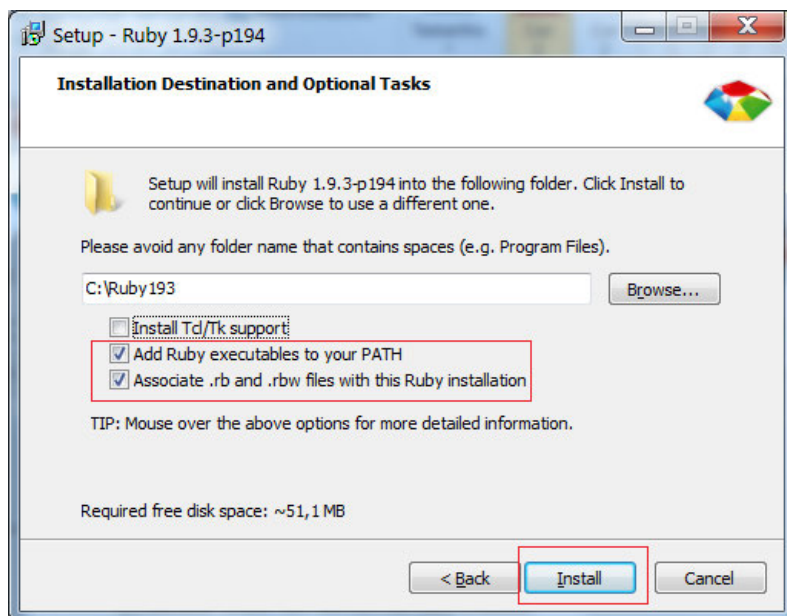 Setup - Ruby 1.9.3-p194
Installation Destination and Optional Tasks
Setup will install Ruby 1.9.3-p194 into the following folder. Click Install to
continue or click Browse to use a different one.
Please avoid any folder name that contains spaces (e.g. Program Files).
C:\Ruby193
Browse...
Install Tcl/Tk support
Add Ruby executables to your PATH
Associate .rb and .rbw files with this Ruby installation
TIP: Mouse over the above options for more detailed information.
Required free disk space: ~51,1 MB
< Back
Install
Cancel